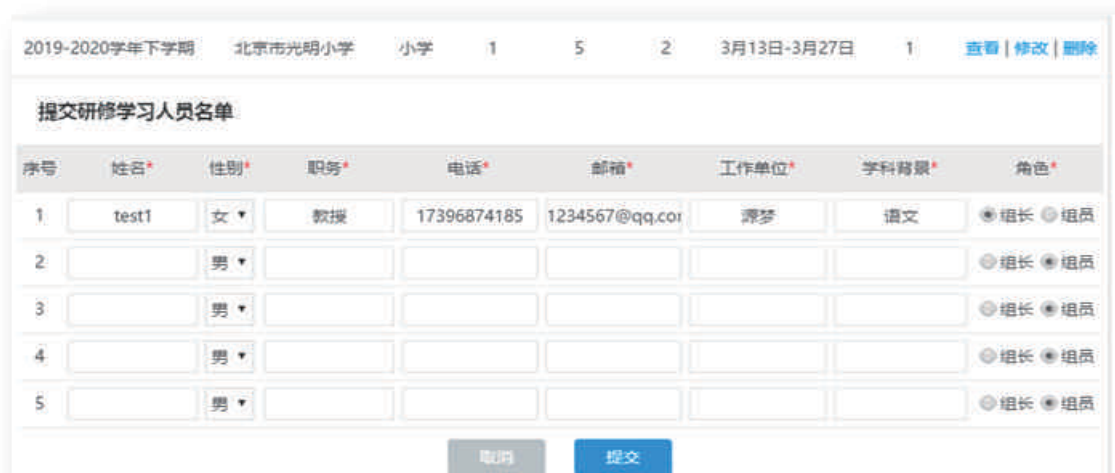 2019-2020学年下学期 北京市光明小学 小学 1 5 2 3月13日-3月27日 1 查看 | 修改 | 删除
提交研修学习人员名单
序号 姓名* 性别* 职务* 电话* 邮箱* 工作单位* 学科背景* 角色*
1 test1 女 教授 17396874185 1234567@qq.cor 源梦 语文 组长 组员
2 男 组长 组员
3 男 组长 组员
4 男 组长 组员
5 男 组长 组员
取消 提交